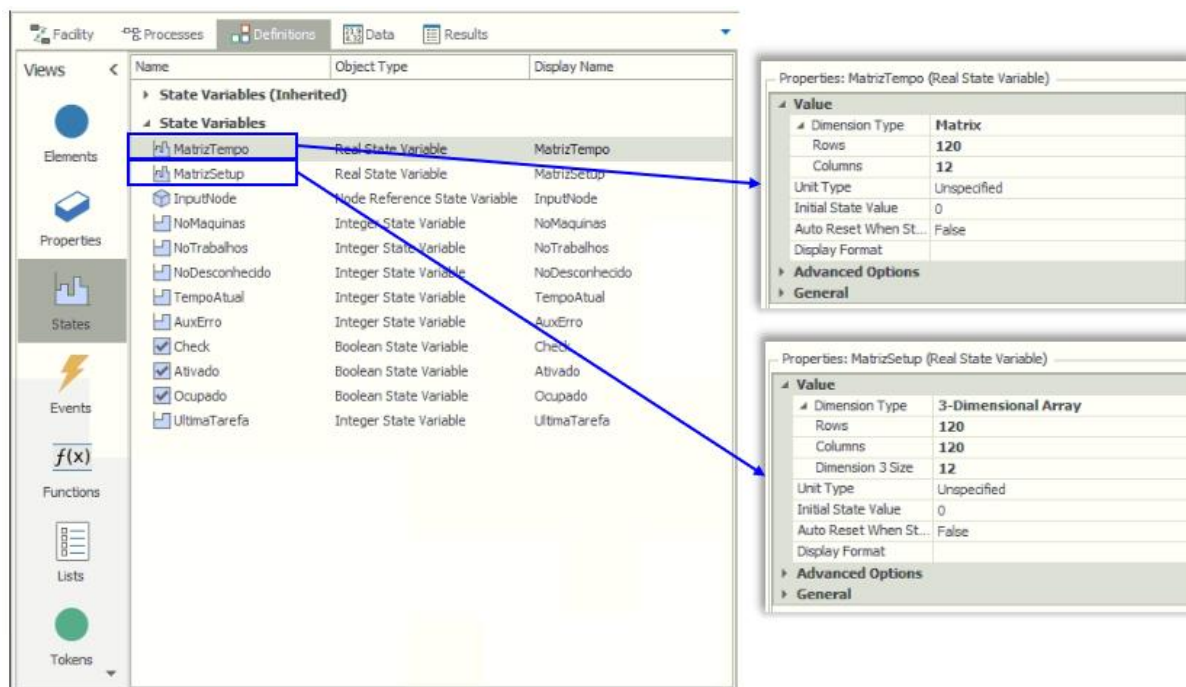 Facility Processes Definitions Data Results
Views <
Elements
Properties
States
Events
f(x)
Functions
Lists
Tokens
Name Object Type Display Name
State Variables (Inherited)
State Variables
MatrizTempo Real State Variable MatrizTempo
MatrizSetup Real State Variable MatrizSetup
InputNode Node Reference State Variable InputNode
NoMaquinas Integer State Variable NoMaquinas
NoTrabalhos Integer State Variable NoTrabalhos
NoDesconhecido Integer State Variable NoDesconhecido
TempoAtual Integer State Variable TempoAtual
AuxErro Integer State Variable AuxErro
Check Boolean State Variable Check
Ativado Boolean State Variable Ativado
Ocupado Boolean State Variable Ocupado
UltimaTarefa Integer State Variable UltimaTarefa
Properties: MatrizTempo (Real State Variable)
Value
Dimension Type Matrix
Rows 120
Columns 12
Unit Type Unspecified
Initial State Value 0
Auto Reset When St... False
Display Format
Advanced Options
General
Properties: MatrizSetup (Real State Variable)
Value
Dimension Type 3-Dimensional Array
Rows 120
Columns 120
Dimension 3 Size 12
Unit Type Unspecified
Initial State Value 0
Auto Reset When St... False
Display Format
Advanced Options
General